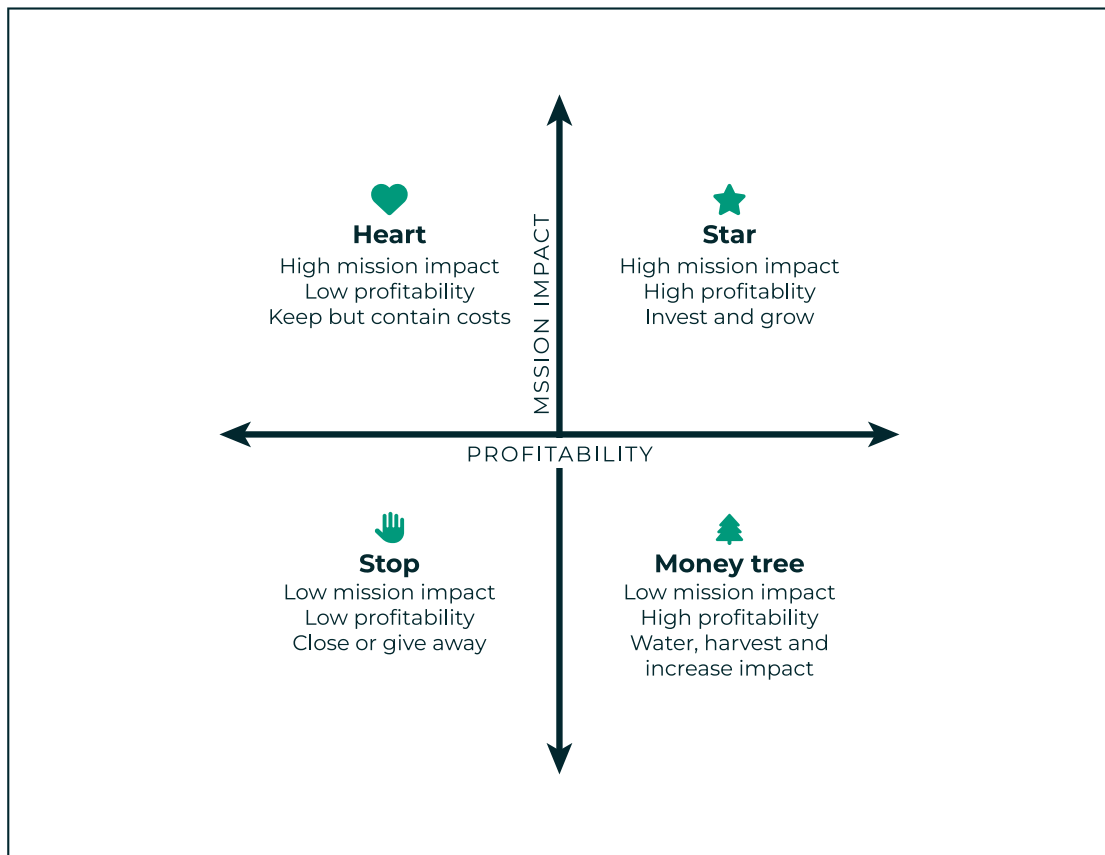 Heart
High mission impact
Low profitability
Keep but contain costs
Star
High mission impact
High profitablity
Invest and grow
MSSION IMPACT
PROFITABILITY
Stop
Low mission impact
Low profitability
Close or give away
Money tree
Low mission impact
High profitability
Water, harvest and
increase impact